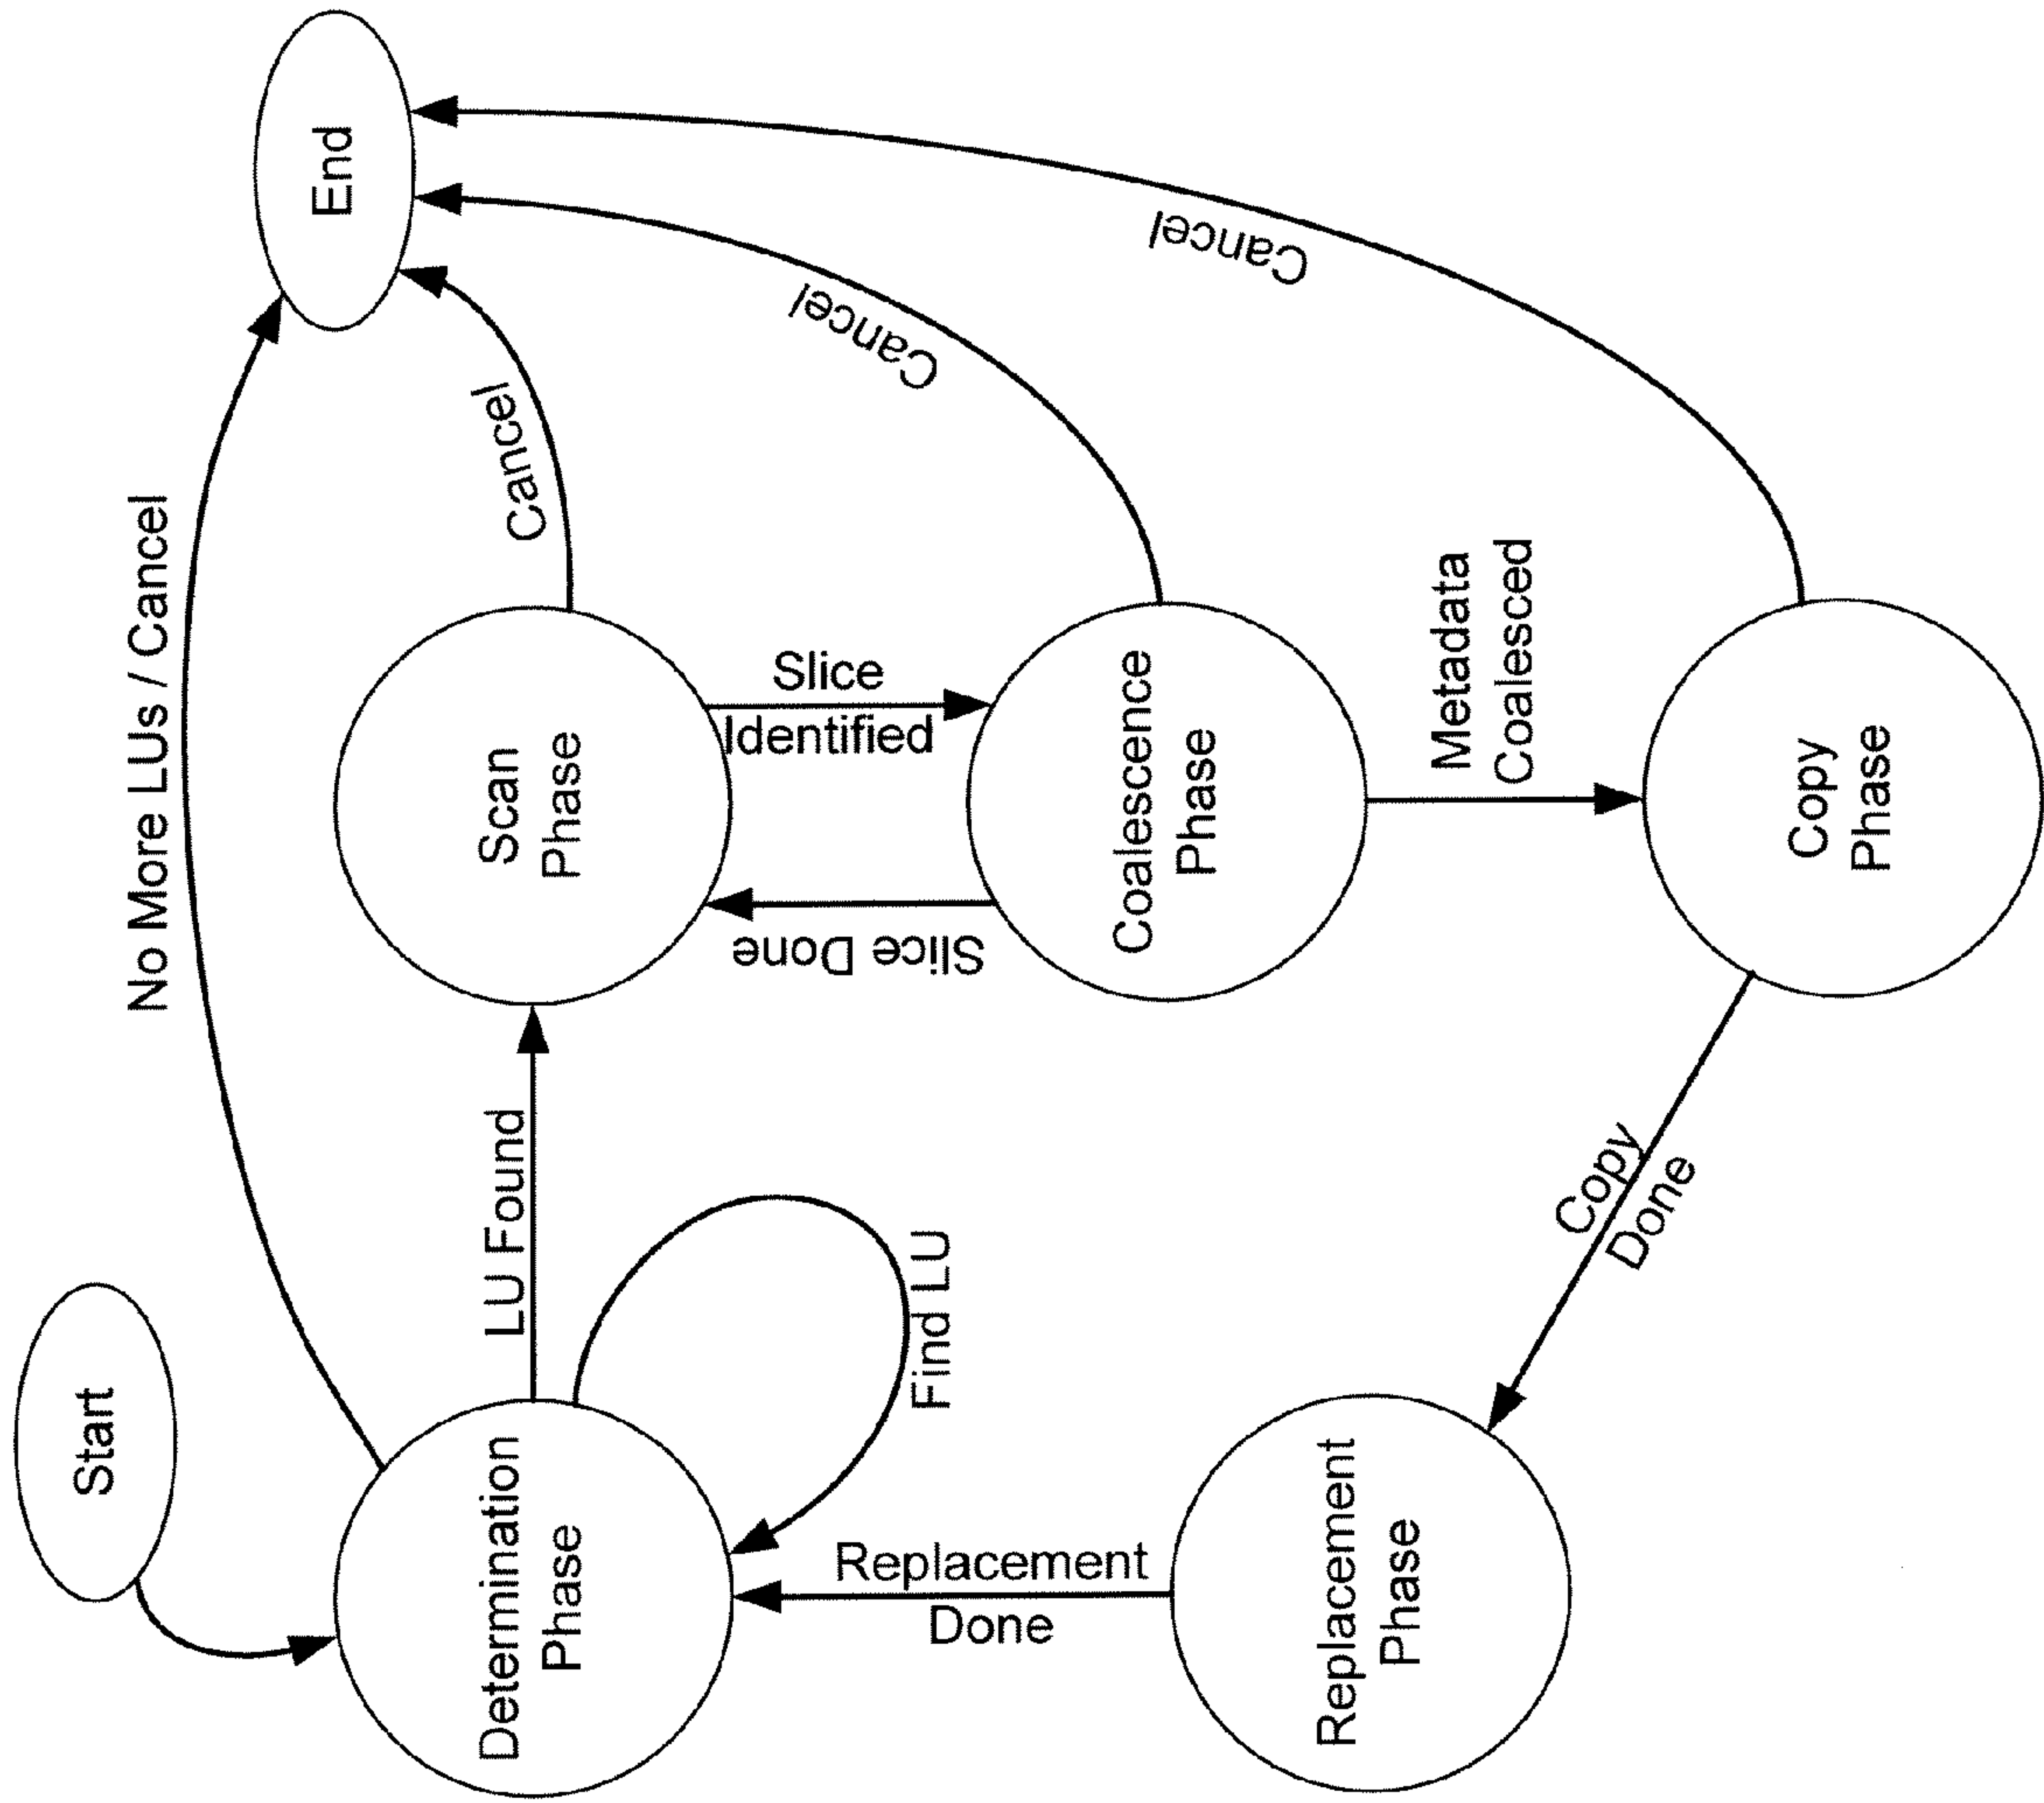 Start
End
No More LUs / Cancel
Determination
Phase
LU Found
Find LU
Scan
Phase
Cancel
Slice
Identified
Slice Done
Coalescence
Phase
Cancel
Metadata
Coalesced
Copy
Phase
Cancel
Copy
Done
Replacement
Phase
Replacement
Done